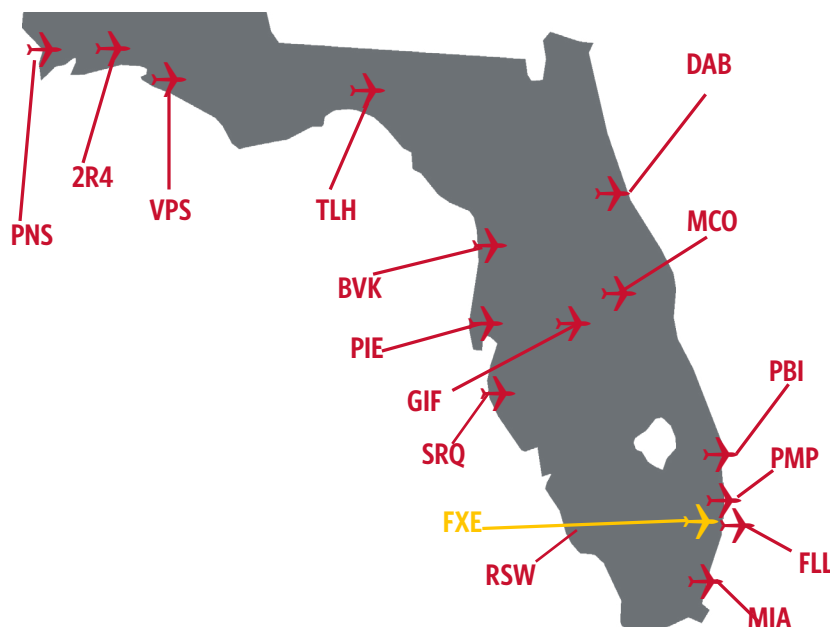 DAB
2R4
VPS
TLH
MCO
PNS
BVK
PIE
PBI
GIF
SRQ
PMP
FXE
RSW
FLL
MIA